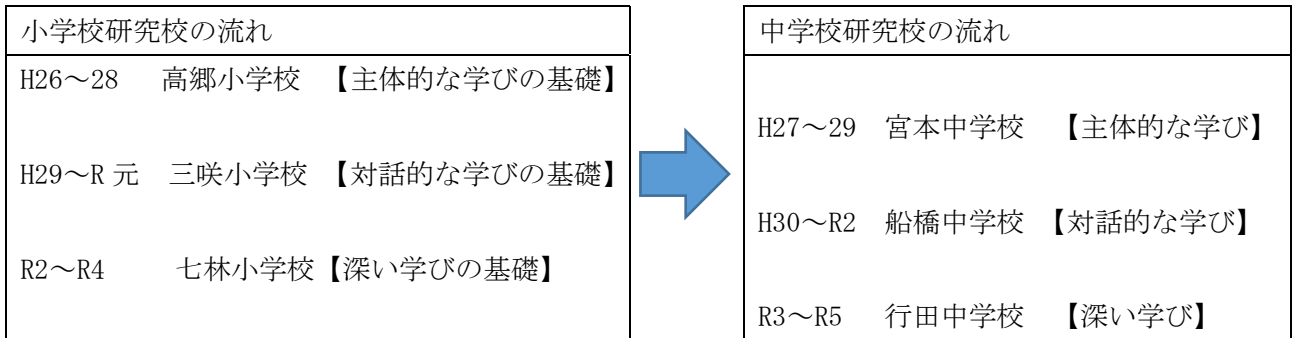 小学校研究校の流れ
H26～28 高郷小学校 【主体的な学びの基礎】
H29～R元 三咲小学校 【対話的な学びの基礎】
R2～R4 七林小学校【深い学びの基礎】
中学校研究校の流れ
H27～29 宮本中学校 【主体的な学び】
H30～R2 船橋中学校 【対話的な学び】
R3～R5 行田中学校 【深い学び】